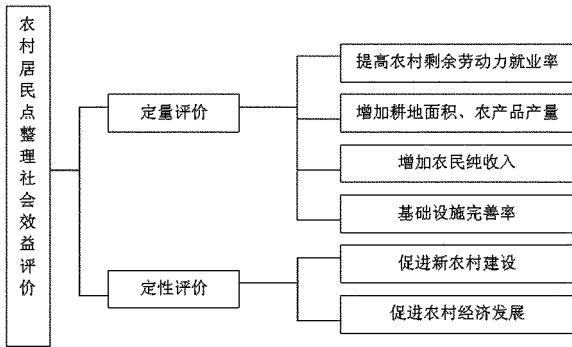 农村居民点整理社会效益评价
定量评价
提高农村剩余劳动力就业率
增加耕地面积、农产品产量
增加农民纯收入
基础设施完善率
定性评价
促进新农村建设
促进农村经济发展